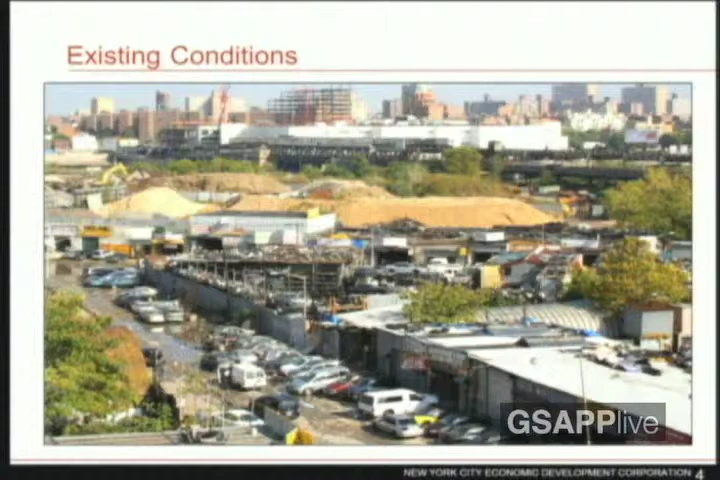 Existing Conditions
GSAPPlive
NEW YORK CITY ECONOMIC DEVELOPMENT CORPORATION 4